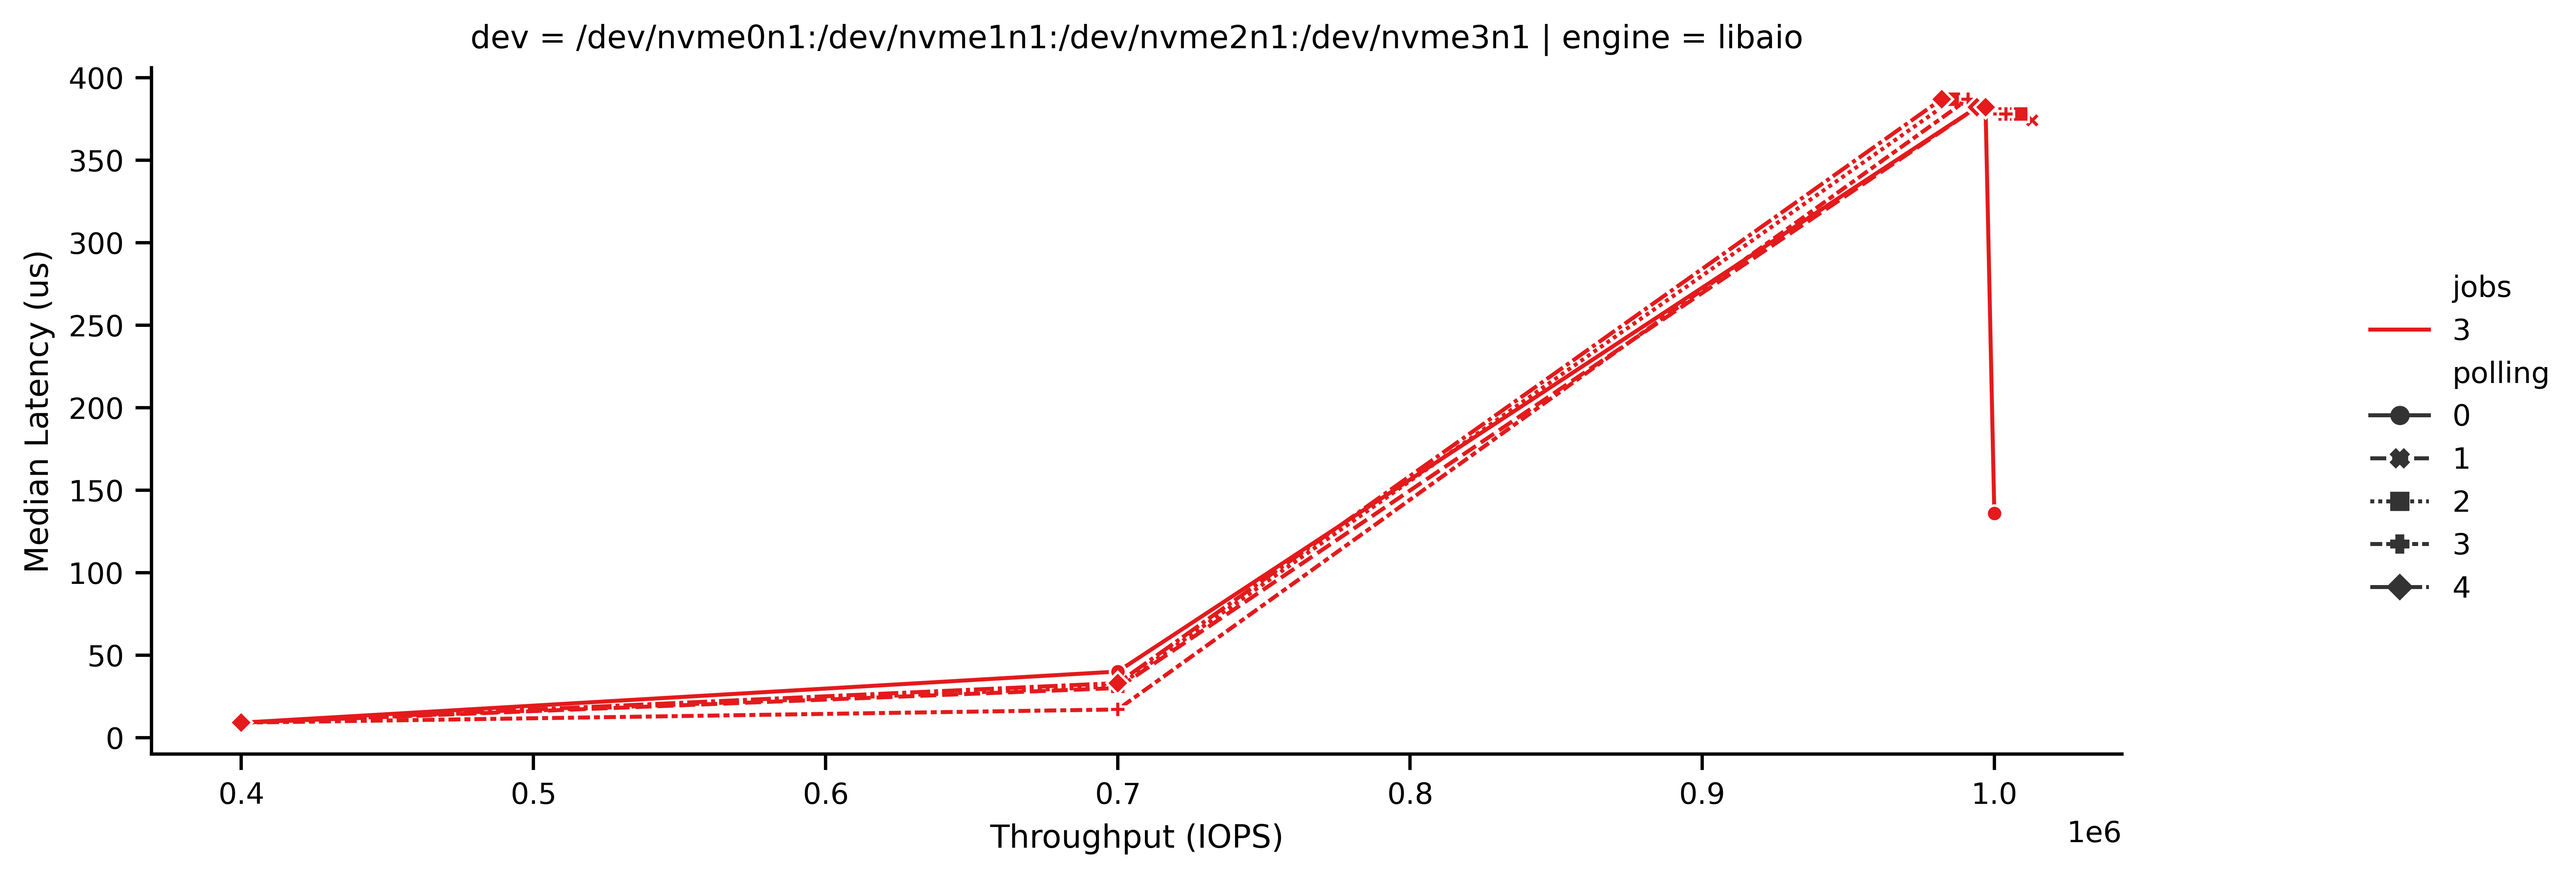 dev = /dev/nvme0n1:/dev/nvme1n1:/dev/nvme2n1:/dev/nvme3n1 | engine = libaio
Median Latency (us)
400
350
300
250
200
150
100
50
0
0.4 0.5 0.6 0.7 0.8 0.9 1.0
1e6
Throughput (IOPS)
jobs
3
polling
0
1
2
3
4